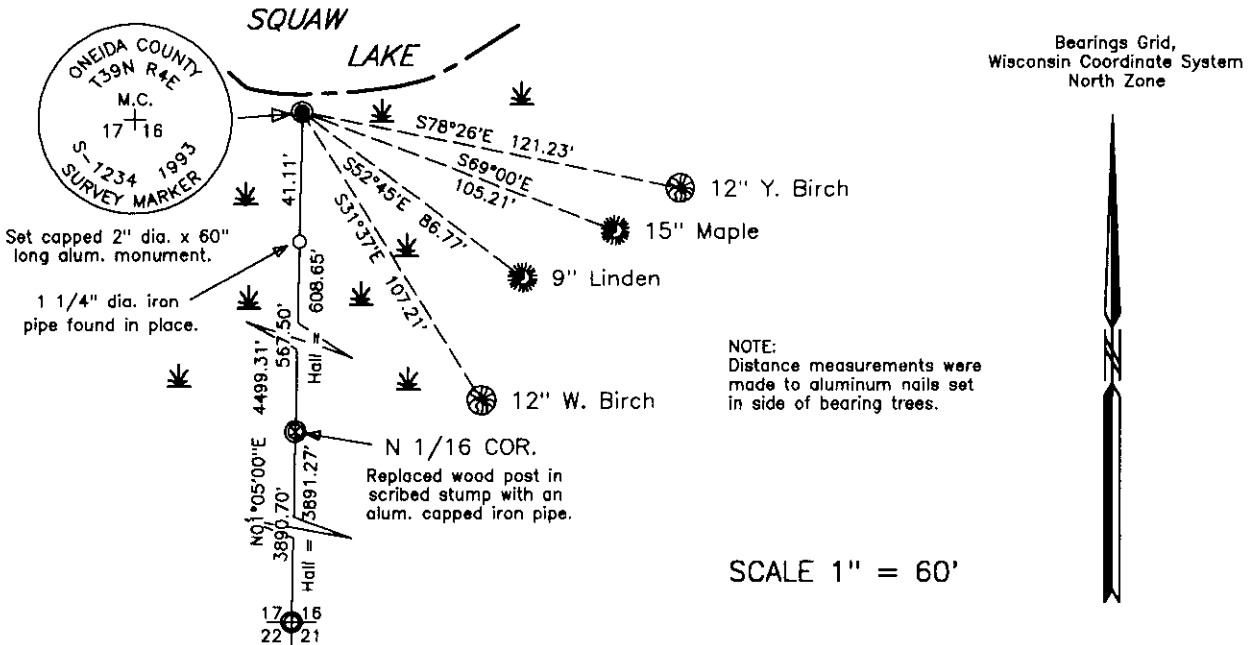 SQUAW
LAKE
ONEIDA COUNTY
T39N R4E
M.C.
17 16
S-1234 1993
SURVEY MARKER
Set capped 2" dia. x 60"
long alum. monument.
1 1/4" dia. iron
pipe found in place.
41.11'
608.65'
Hall =
567.50'
4499.31'
N01°05'00"E
3890.70'
Hall = 3891.27'
17 16
22 21
S78°26'E 121.23'
S69°00'E
105.21'
S52°45'E 86.77'
S31°37'E 107.21'
12" Y. Birch
15" Maple
9" Linden
12" W. Birch
N 1/16 COR.
Replaced wood post in
scribed stump with an
alum. capped iron pipe.
Bearings Grid,
Wisconsin Coordinate System
North Zone
NOTE:
Distance measurements were
made to aluminum nails set
in side of bearing trees.
SCALE 1" = 60'
N